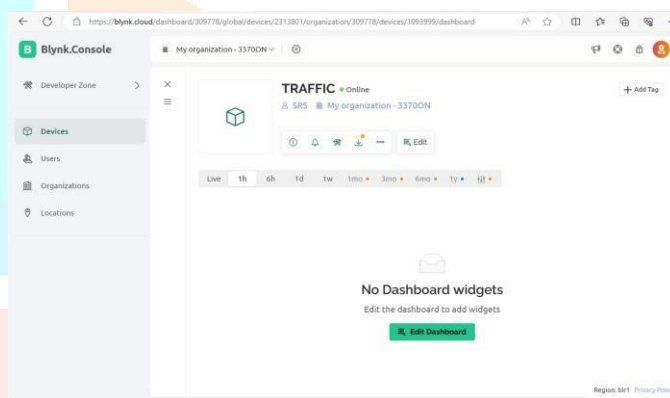 https://blynk.cloud/dashboard/309778/global/devices/2313801/organization/309778/devices/1093999/dashboard
B Blynk.Console
My organization - 3370ON
Developer Zone
TRAFFIC Online
+ Add Tag
SRS My organization - 3370ON
Devices
Edit
Users
Live 1h 6h 1d 1w 1mo 3mo 6mo 1y
Organizations
Locations
No Dashboard widgets
Edit the dashboard to add widgets
Edit Dashboard
Region: blr1 Privacy Poli